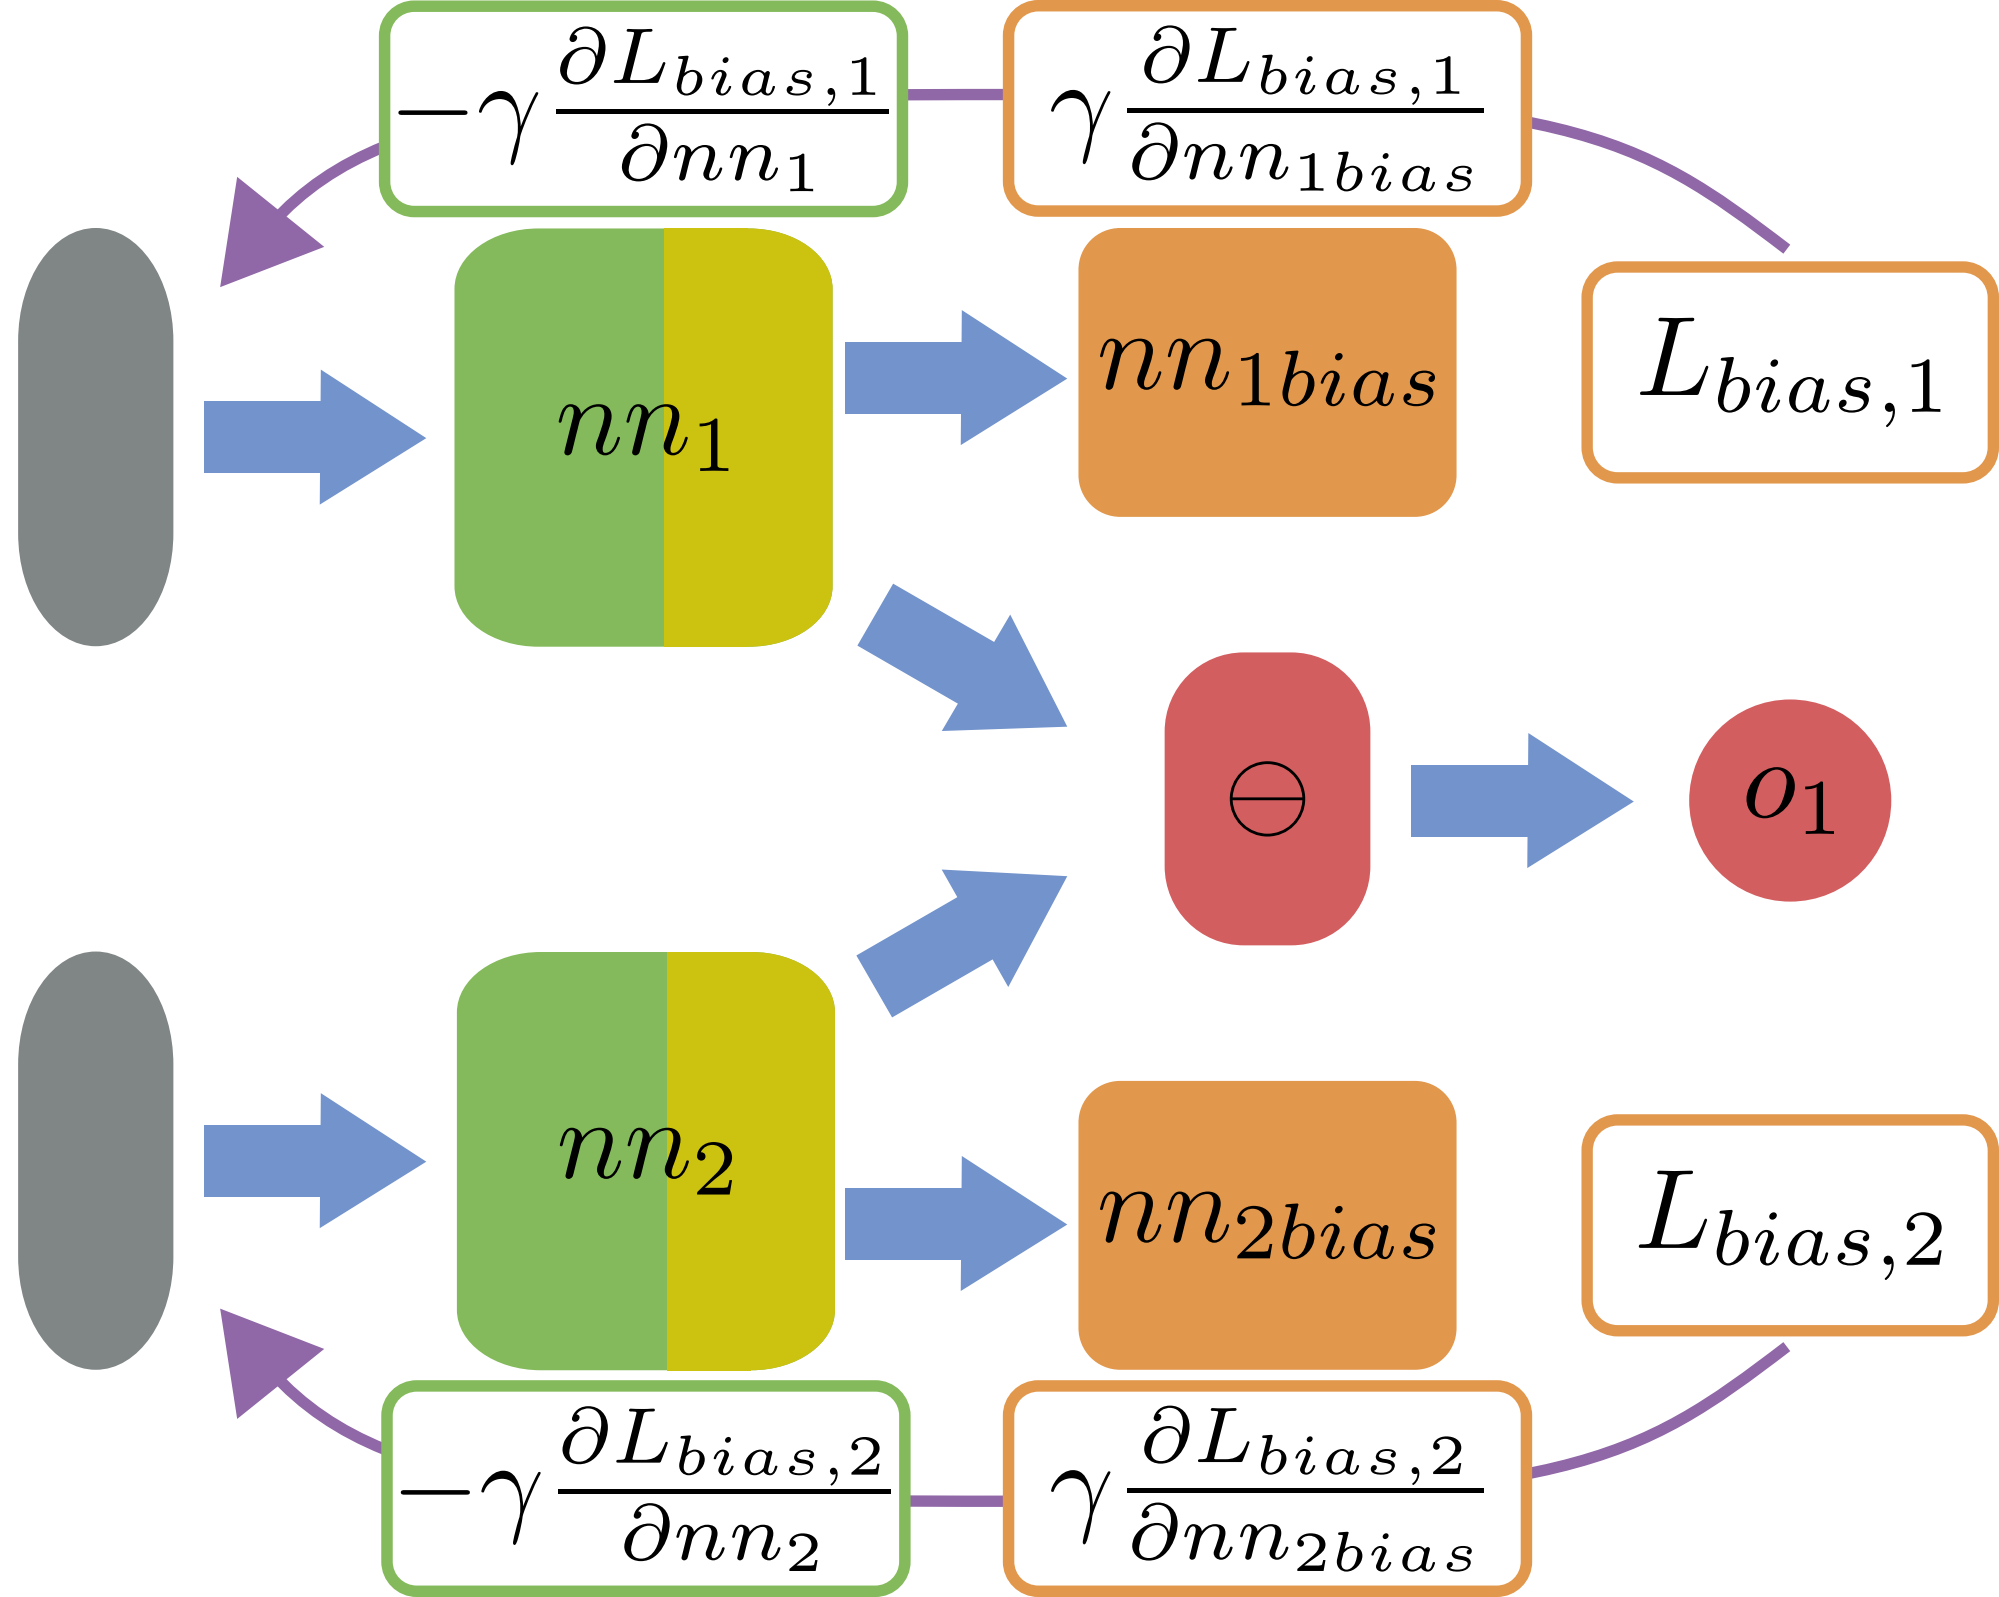 −γ ∂L_{bias,1} / ∂nn_1
γ ∂L_{bias,1} / ∂nn_{1bias}
nn_1
nn_{1bias}
L_{bias,1}
⊖
o_1
nn_2
nn_{2bias}
L_{bias,2}
−γ ∂L_{bias,2} / ∂nn_2
γ ∂L_{bias,2} / ∂nn_{2bias}